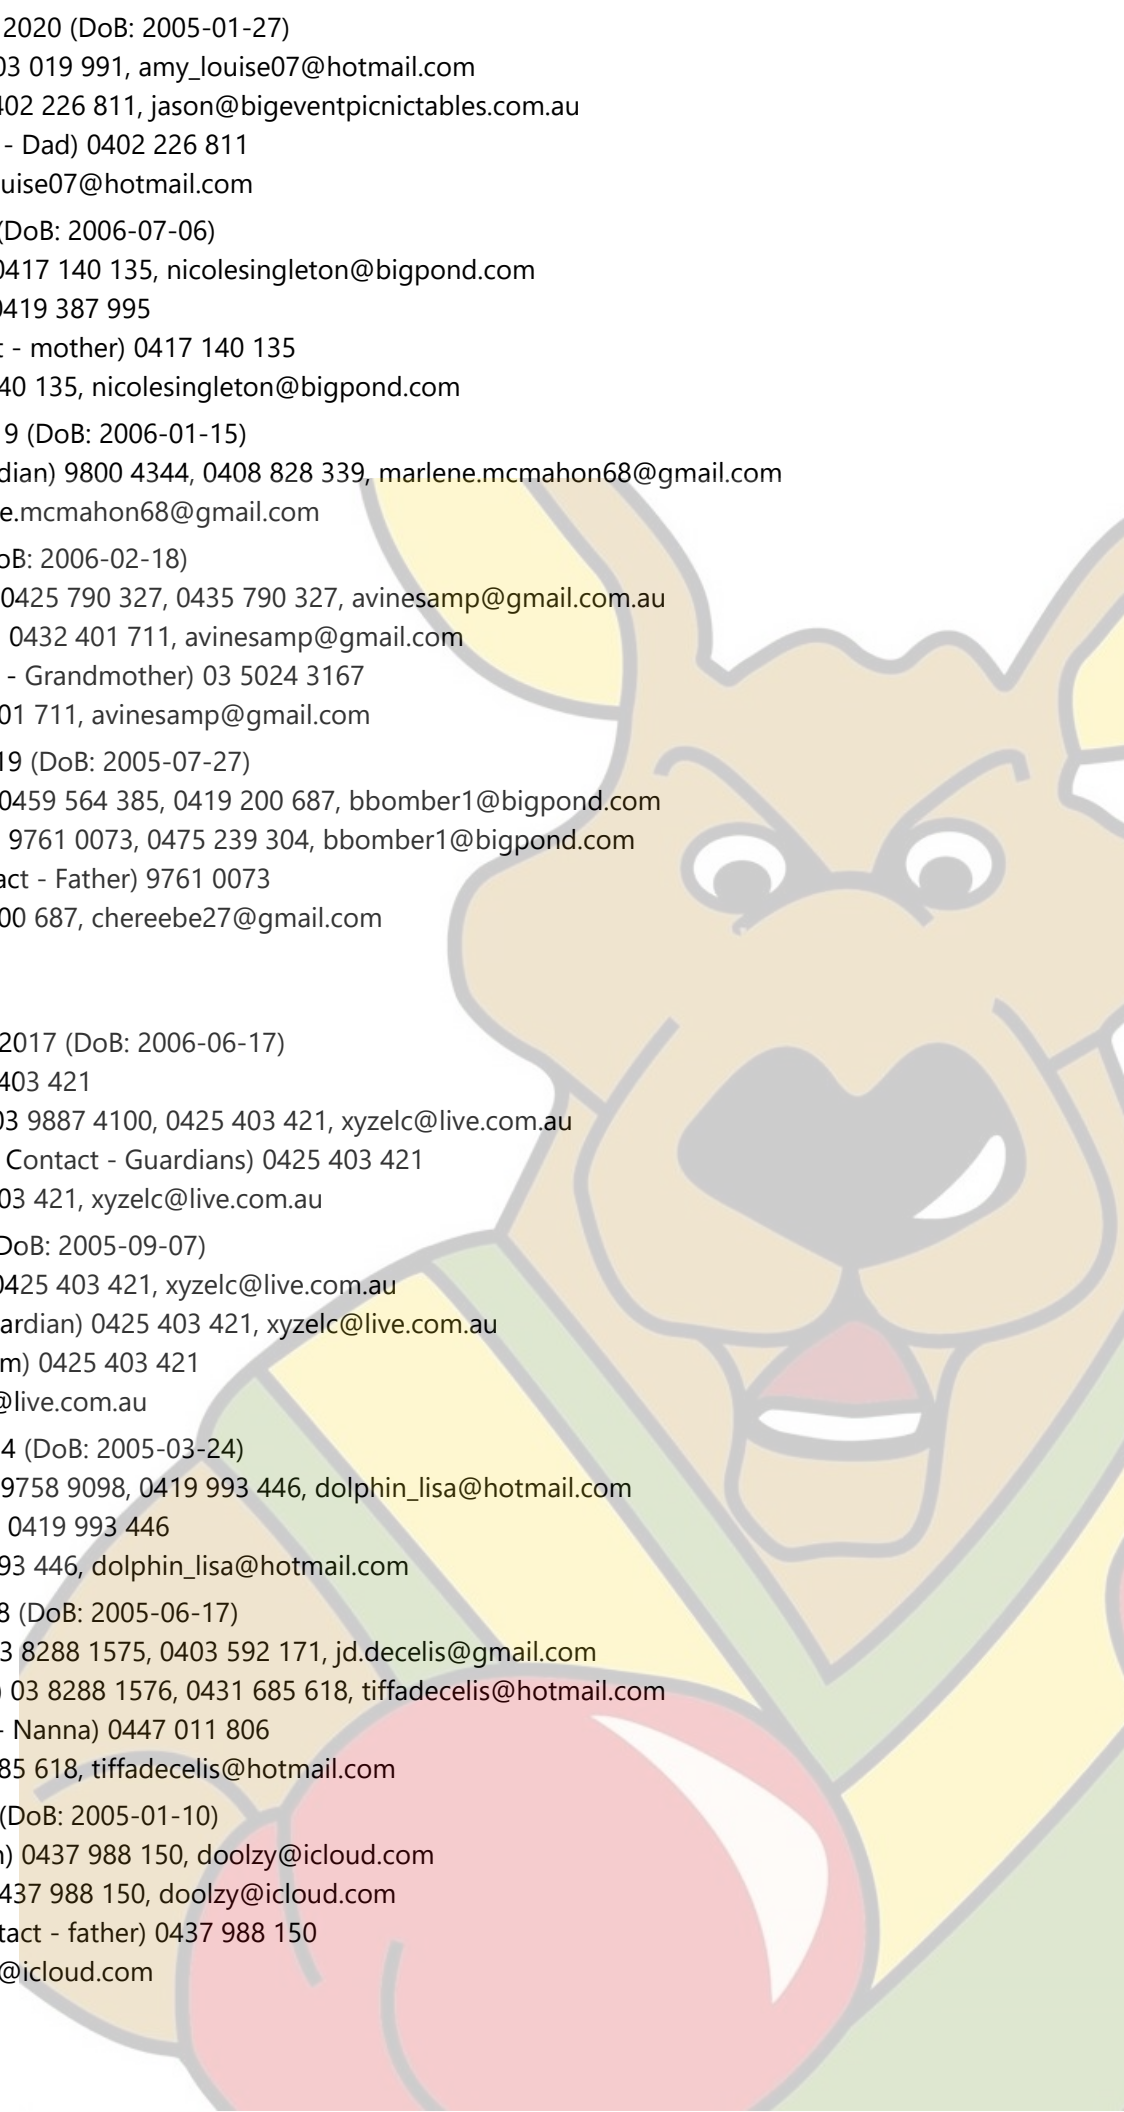 2020 (DoB: 2005-01-27)
03 019 991, amy_louise07@hotmail.com
402 226 811, jason@bigeventpicnictables.com.au
- Dad) 0402 226 811
uise07@hotmail.com
(DoB: 2006-07-06)
0417 140 135, nicolesingleton@bigpond.com
0419 387 995
t - mother) 0417 140 135
40 135, nicolesingleton@bigpond.com
9 (DoB: 2006-01-15)
dian) 9800 4344, 0408 828 339, marlene.mcmahon68@gmail.com
e.mcmahon68@gmail.com
oB: 2006-02-18)
0425 790 327, 0435 790 327, avinesamp@gmail.com.au
0432 401 711, avinesamp@gmail.com
- Grandmother) 03 5024 3167
01 711, avinesamp@gmail.com
19 (DoB: 2005-07-27)
0459 564 385, 0419 200 687, bbomber1@bigpond.com
9761 0073, 0475 239 304, bbomber1@bigpond.com
act - Father) 9761 0073
00 687, chereebe27@gmail.com
2017 (DoB: 2006-06-17)
403 421
03 9887 4100, 0425 403 421, xyzelc@live.com.au
Contact - Guardians) 0425 403 421
03 421, xyzelc@live.com.au
DoB: 2005-09-07)
0425 403 421, xyzelc@live.com.au
ardian) 0425 403 421, xyzelc@live.com.au
m) 0425 403 421
@live.com.au
4 (DoB: 2005-03-24)
9758 9098, 0419 993 446, dolphin_lisa@hotmail.com
0419 993 446
93 446, dolphin_lisa@hotmail.com
8 (DoB: 2005-06-17)
3 8288 1575, 0403 592 171, jd.decelis@gmail.com
) 03 8288 1576, 0431 685 618, tiffadecelis@hotmail.com
- Nanna) 0447 011 806
85 618, tiffadecelis@hotmail.com
(DoB: 2005-01-10)
n) 0437 988 150, doolzy@icloud.com
437 988 150, doolzy@icloud.com
tact - father) 0437 988 150
@icloud.com